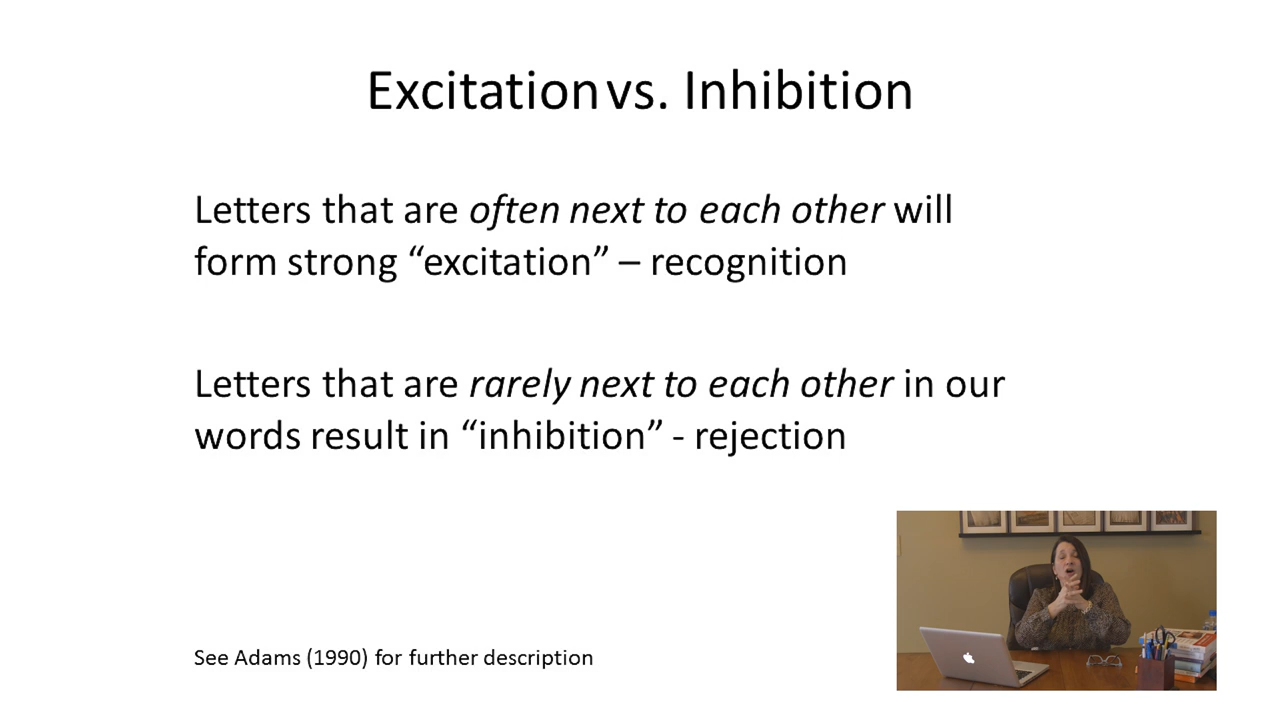 Excitation vs. Inhibition
Letters that are often next to each other will
form strong “excitation” – recognition
Letters that are rarely next to each other in our
words result in “inhibition” - rejection
See Adams (1990) for further description